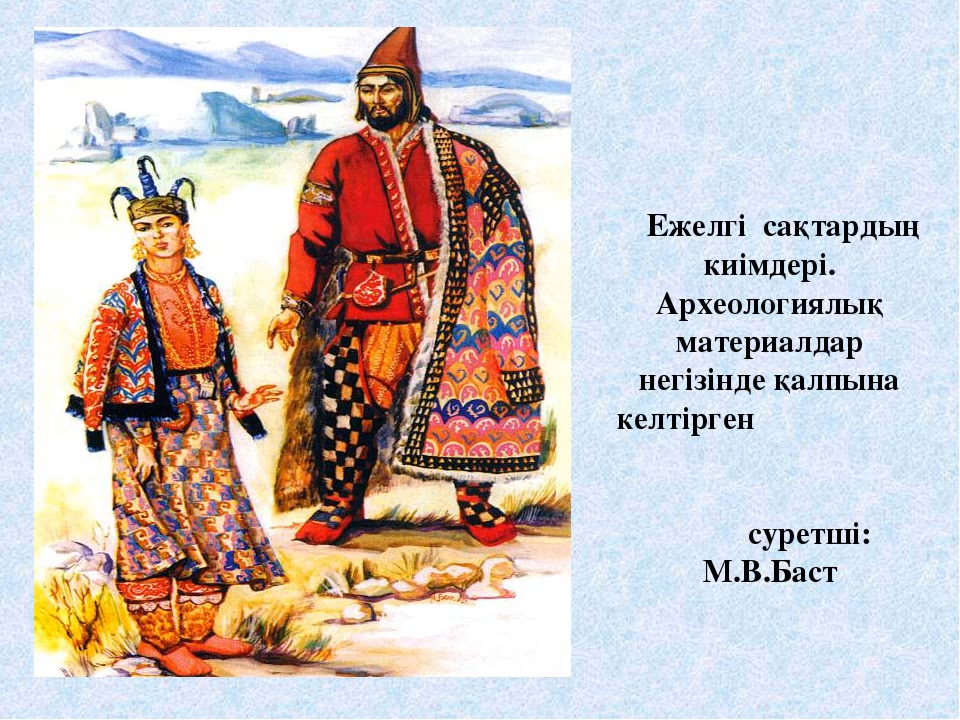 Ежелгі сақтардың
киімдері.
Археологиялық
материалдар
негізінде қалпына
келтірген
суретші:
М.В.Баст